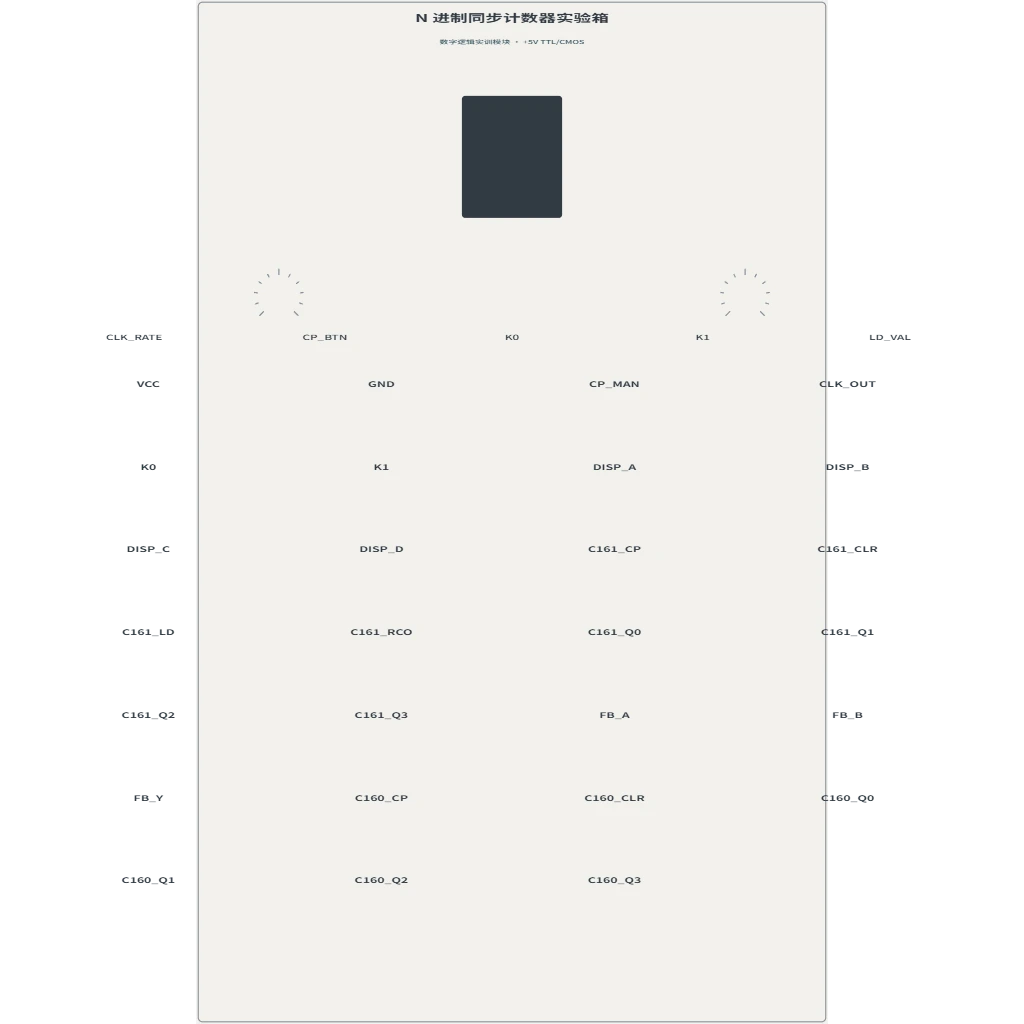 N 进制同步计数器实验箱
数字逻辑实训模块 · +5V TTL/CMOS
CLK_RATE CP_BTN K0 K1 LD_VAL
VCC GND CP_MAN CLK_OUT
K0 K1 DISP_A DISP_B
DISP_C DISP_D C161_CP C161_CLR
C161_LD C161_RCO C161_Q0 C161_Q1
C161_Q2 C161_Q3 FB_A FB_B
FB_Y C160_CP C160_CLR C160_Q0
C160_Q1 C160_Q2 C160_Q3